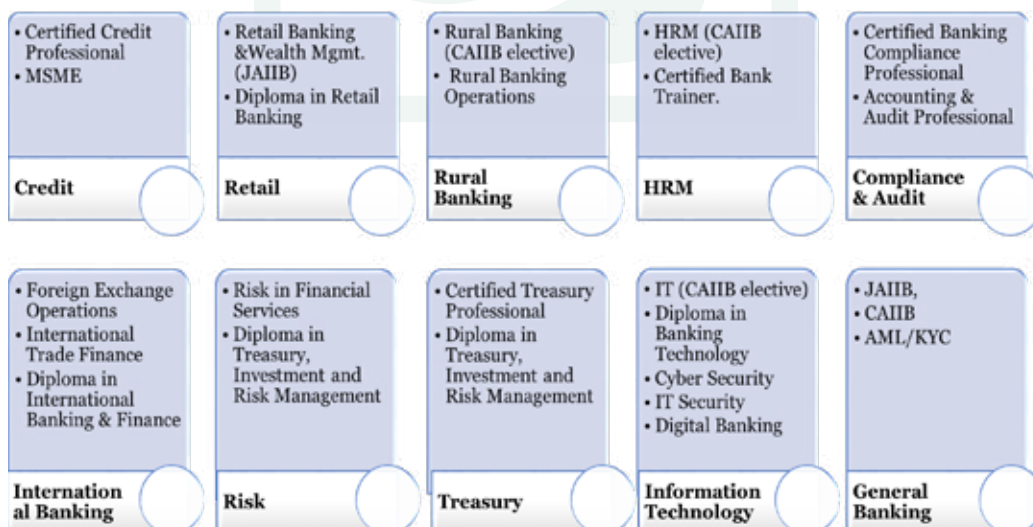 • Certified Credit
Professional
• MSME
Credit
• Retail Banking
&Wealth Mgmt.
(JAIIB)
• Diploma in Retail
Banking
Retail
• Rural Banking
(CAIIB elective)
• Rural Banking
Operations
Rural
Banking
• HRM (CAIIB
elective)
• Certified Bank
Trainer.
HRM
• Certified Banking
Compliance
Professional
• Accounting &
Audit Professional
Compliance
& Audit
• Foreign Exchange
Operations
• International
Trade Finance
• Diploma in
International
Banking & Finance
Internation
al Banking
• Risk in Financial
Services
• Diploma in
Treasury,
Investment and
Risk Management
Risk
• Certified Treasury
Professional
• Diploma in
Treasury,
Investment and
Risk Management
Treasury
• IT (CAIIB elective)
• Diploma in
Banking
Technology
• Cyber Security
• IT Security
• Digital Banking
Information
Technology
• JAIIB,
• CAIIB
• AML/KYC
General
Banking